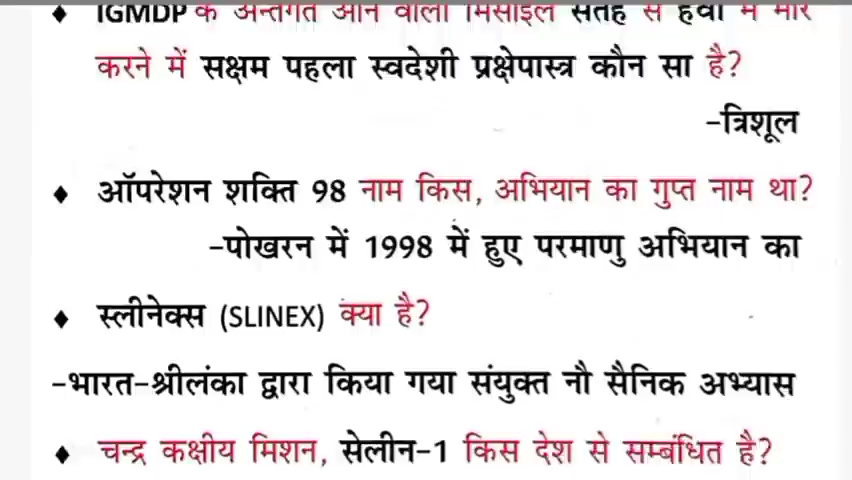 ♦ IGMDP के अन्तर्गत आने वाली मिसाइल सतह से हवा में मार
करने में सक्षम पहला स्वदेशी प्रक्षेपास्त्र कौन सा है?
-त्रिशूल
♦ ऑपरेशन शक्ति 98 नाम किस, अभियान का गुप्त नाम था?
-पोखरन में 1998 में हुए परमाणु अभियान का
♦ स्लीनेक्स (SLINEX) क्या है?
-भारत-श्रीलंका द्वारा किया गया संयुक्त नौ सैनिक अभ्यास
♦ चन्द्र कक्षीय मिशन, सेलीन-1 किस देश से सम्बंधित है?